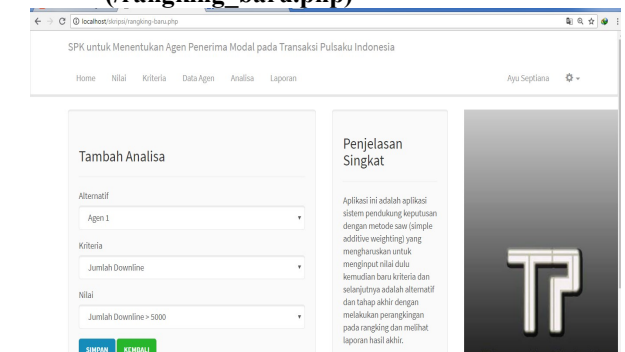 (/rangking_baru.php)
localhost/skripsi/rangking-baru.php
SPK untuk Menentukan Agen Penerima Modal pada Transaksi Pulsaku Indonesia
Home Nilai Kriteria Data Agen Analisa Laporan Ayu Septiana
Tambah Analisa
Alternatif
Agen 1
Kriteria
Jumlah Downline
Nilai
Jumlah Downline > 5000
SIMPAN KEMBALI
Penjelasan
Singkat
Aplikasi ini adalah aplikasi
sistem pendukung keputusan
dengan metode saw (simple
additive weighting) yang
mengharuskan untuk
menginput nilai dulu
kemudian baru kriteria dan
selanjutnya adalah alternatif
dan tahap akhir dengan
melakukan perangkingan
pada rangking dan melihat
laporan hasil akhir.
TP